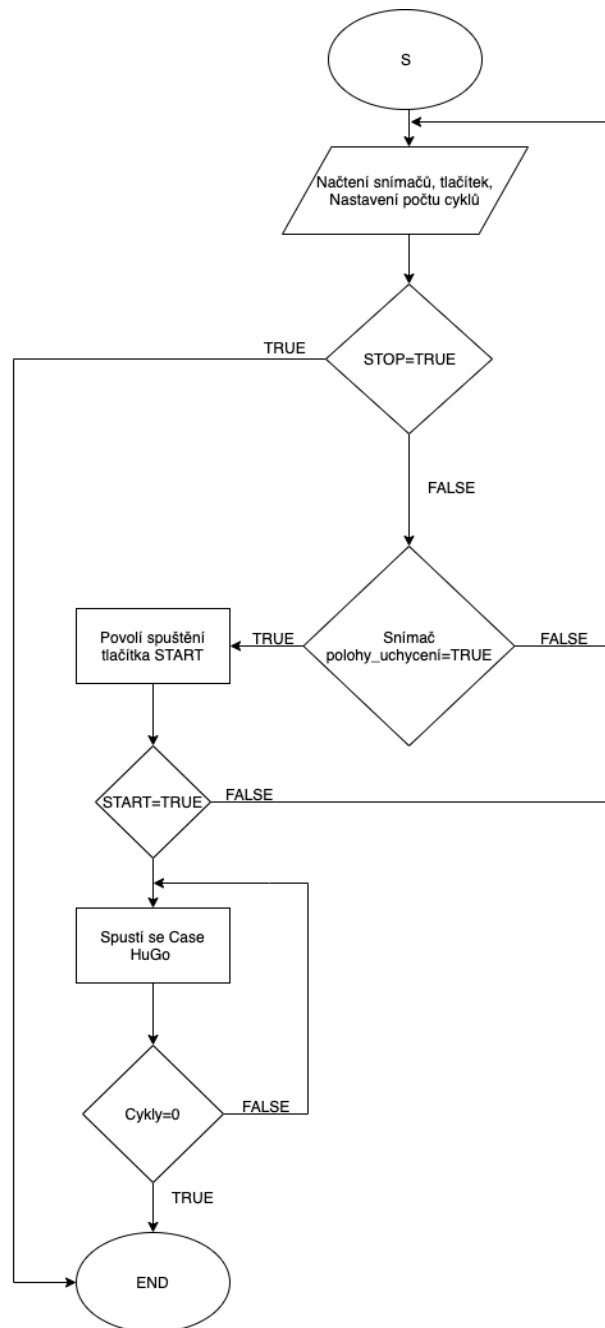 S
Načtení snímačů, tlačítek,
Nastavení počtu cyklů
TRUE
STOP=TRUE
FALSE
Povolí spuštění
tlačítka START
TRUE
Snímač
polohy_uchycení=TRUE
FALSE
START=TRUE
FALSE
Spustí se Case
HuGo
Cykly=0
FALSE
TRUE
END